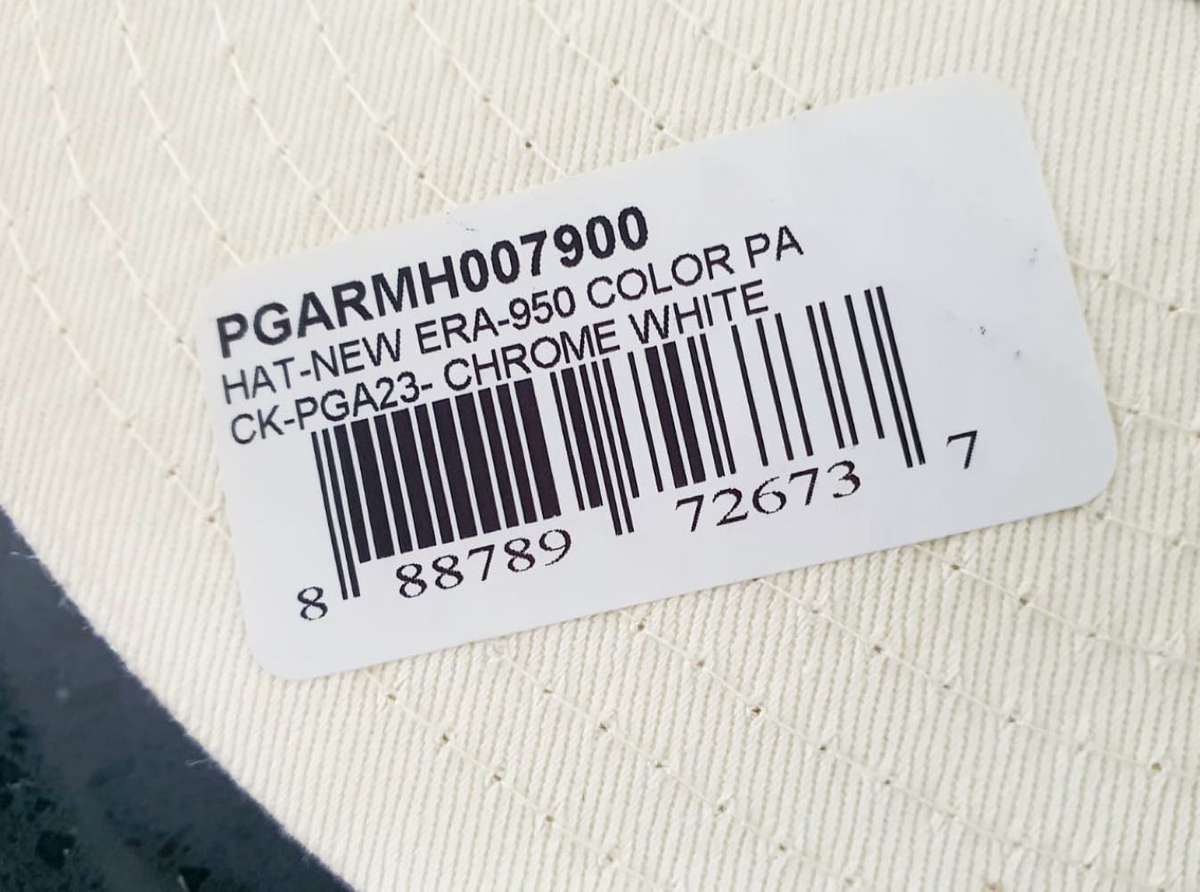 PGARMH007900
HAT-NEW ERA-950 COLOR PA
CK-PGA23- CHROME WHITE
8 88789 72673 7